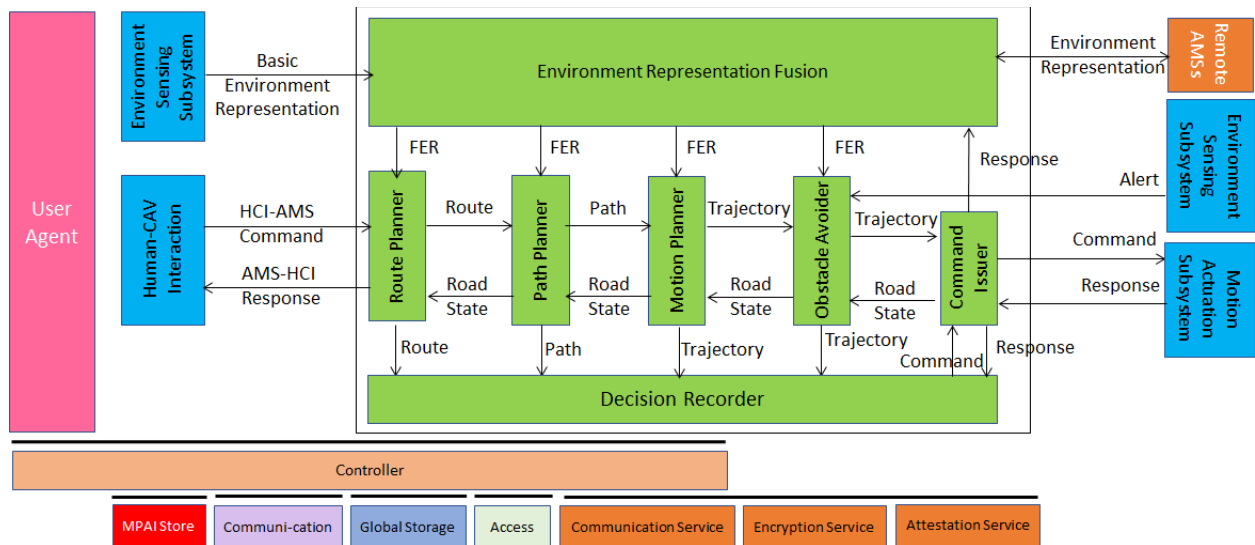 User
Agent
Environment
Sensing
Subsystem
Basic
Environment
Representation
Environment Representation Fusion
Environment
Representation
Remote
AMSs
FER
FER
FER
FER
Response
Environment
Sensing
Subsystem
Alert
Human-CAV
Interaction
HCI-AMS
Command
AMS-HCI
Response
Route Planner
Route
Road
State
Path Planner
Path
Road
State
Motion Planner
Trajectory
Road
State
Obstacle Avoider
Trajectory
Road
State
Command
Issuer
Command
Response
Motion
Actuation
Subsystem
Route
Path
Trajectory
Trajectory
Command
Response
Decision Recorder
Controller
MPAI Store
Communi-cation
Global Storage
Access
Communication Service
Encryption Service
Attestation Service